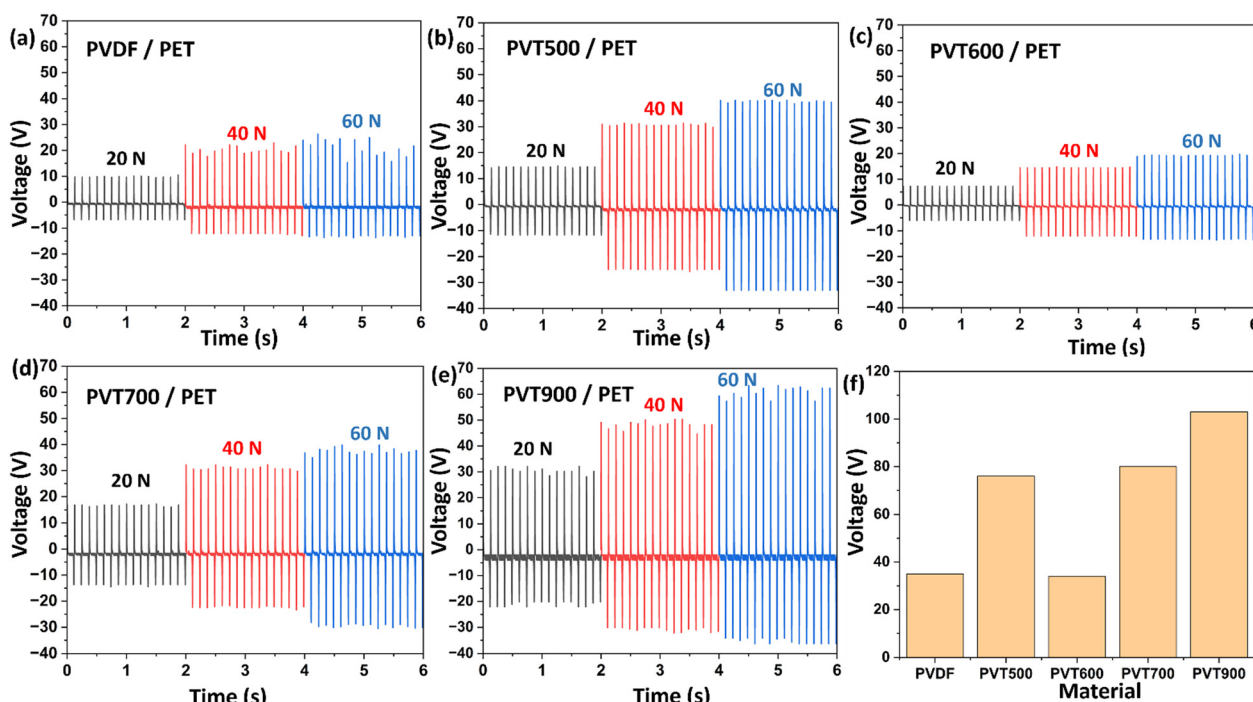 (a)
PVDF / PET
20 N
40 N
60 N
Voltage (V)
70
60
50
40
30
20
10
0
−10
−20
−30
−40
0 1 2 3 4 5 6
Time (s)
(b)
PVT500 / PET
20 N
40 N
60 N
Voltage (V)
70
60
50
40
30
20
10
0
−10
−20
−30
−40
0 1 2 3 4 5 6
Time (s)
(c)
PVT600 / PET
20 N
40 N
60 N
Voltage (V)
70
60
50
40
30
20
10
0
−10
−20
−30
−40
0 1 2 3 4 5 6
Time (s)
(d)
PVT700 / PET
20 N
40 N
60 N
Voltage (V)
70
60
50
40
30
20
10
0
−10
−20
−30
−40
0 1 2 3 4 5 6
Time (s)
(e)
PVT900 / PET
20 N
40 N
60 N
Voltage (V)
70
60
50
40
30
20
10
0
−10
−20
−30
−40
0 1 2 3 4 5 6
Time (s)
(f)
Voltage (V)
120
100
80
60
40
20
0
PVDF PVT500 PVT600 PVT700 PVT900
Material